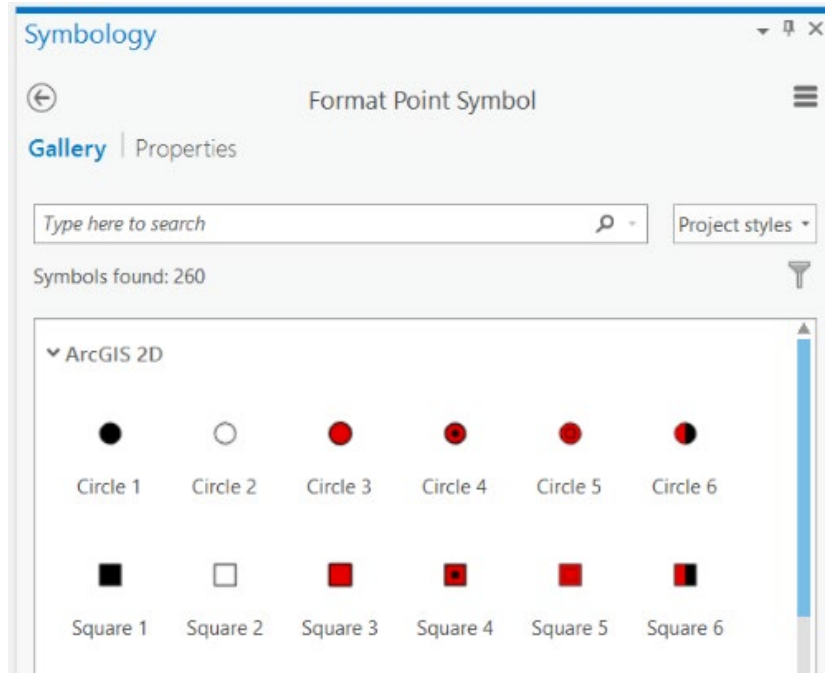 Symbology
Format Point Symbol
Gallery | Properties
Type here to search
Project styles
Symbols found: 260
ArcGIS 2D
Circle 1 Circle 2 Circle 3 Circle 4 Circle 5 Circle 6
Square 1 Square 2 Square 3 Square 4 Square 5 Square 6